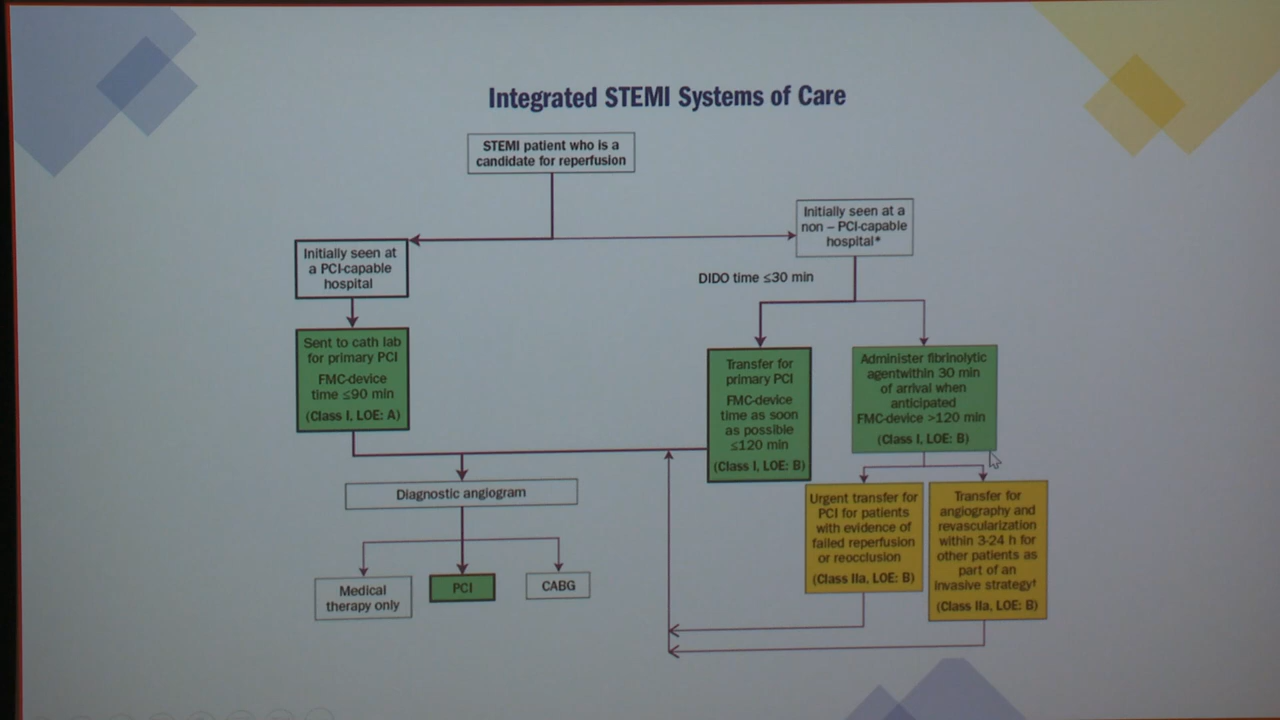 Integrated STEMI Systems of Care
STEMI patient who is a
candidate for reperfusion
Initially seen at a
non – PCI-capable
hospital*
Initially seen at
a PCI-capable
hospital
DIDO time ≤30 min
Sent to cath lab
for primary PCI
FMC-device
time ≤90 min
(Class I, LOE: A)
Transfer for
primary PCI
FMC-device
time as soon
as possible
≤120 min
(Class I, LOE: B)
Administer fibrinolytic
agentwithin 30 min
of arrival when
anticipated
FMC-device >120 min
(Class I, LOE: B)
Diagnostic angiogram
Urgent transfer for
PCI for patients
with evidence of
failed reperfusion
or reocclusion
(Class IIa, LOE: B)
Transfer for
angiography and
revascularization
within 3-24 h for
other patients as
part of an
invasive strategy†
(Class IIa, LOE: B)
Medical
therapy only
PCI
CABG